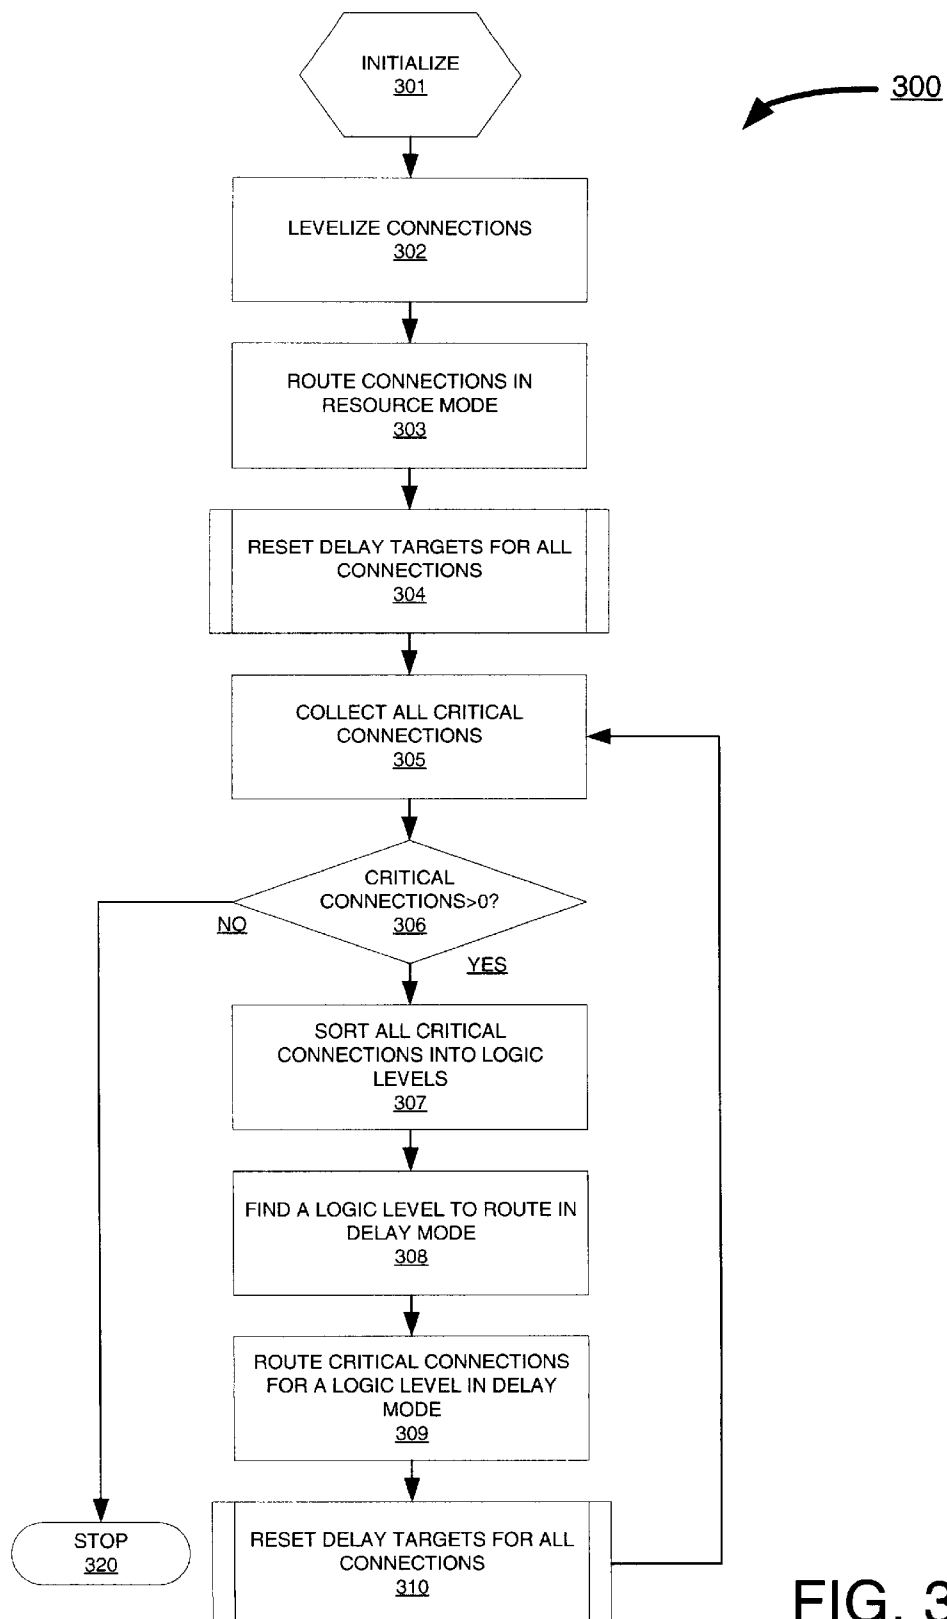 INITIALIZE
301
300
LEVELIZE CONNECTIONS
302
ROUTE CONNECTIONS IN
RESOURCE MODE
303
RESET DELAY TARGETS FOR ALL
CONNECTIONS
304
COLLECT ALL CRITICAL
CONNECTIONS
305
CRITICAL
CONNECTIONS>0?
306
NO
YES
SORT ALL CRITICAL
CONNECTIONS INTO LOGIC
LEVELS
307
FIND A LOGIC LEVEL TO ROUTE IN
DELAY MODE
308
ROUTE CRITICAL CONNECTIONS
FOR A LOGIC LEVEL IN DELAY
MODE
309
STOP
320
RESET DELAY TARGETS FOR ALL
CONNECTIONS
310
FIG. 3